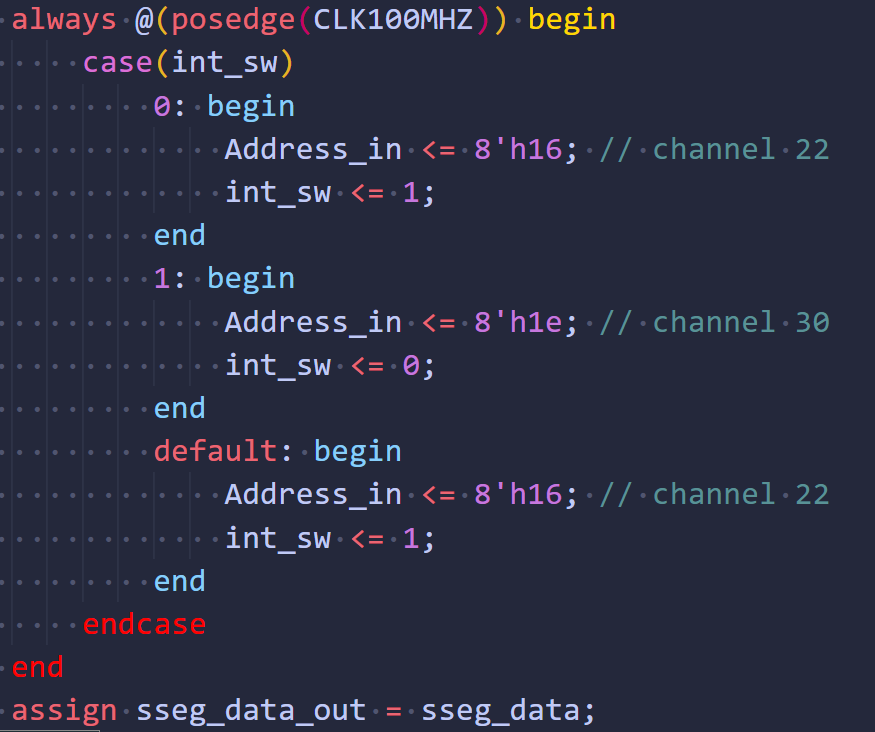 always @(posedge(CLK100MHZ)) begin
case(int_sw)
0: begin
Address_in <= 8'h16; // channel 22
int_sw <= 1;
end
1: begin
Address_in <= 8'h1e; // channel 30
int_sw <= 0;
end
default: begin
Address_in <= 8'h16; // channel 22
int_sw <= 1;
end
endcase
end
assign sseg_data_out = sseg_data;